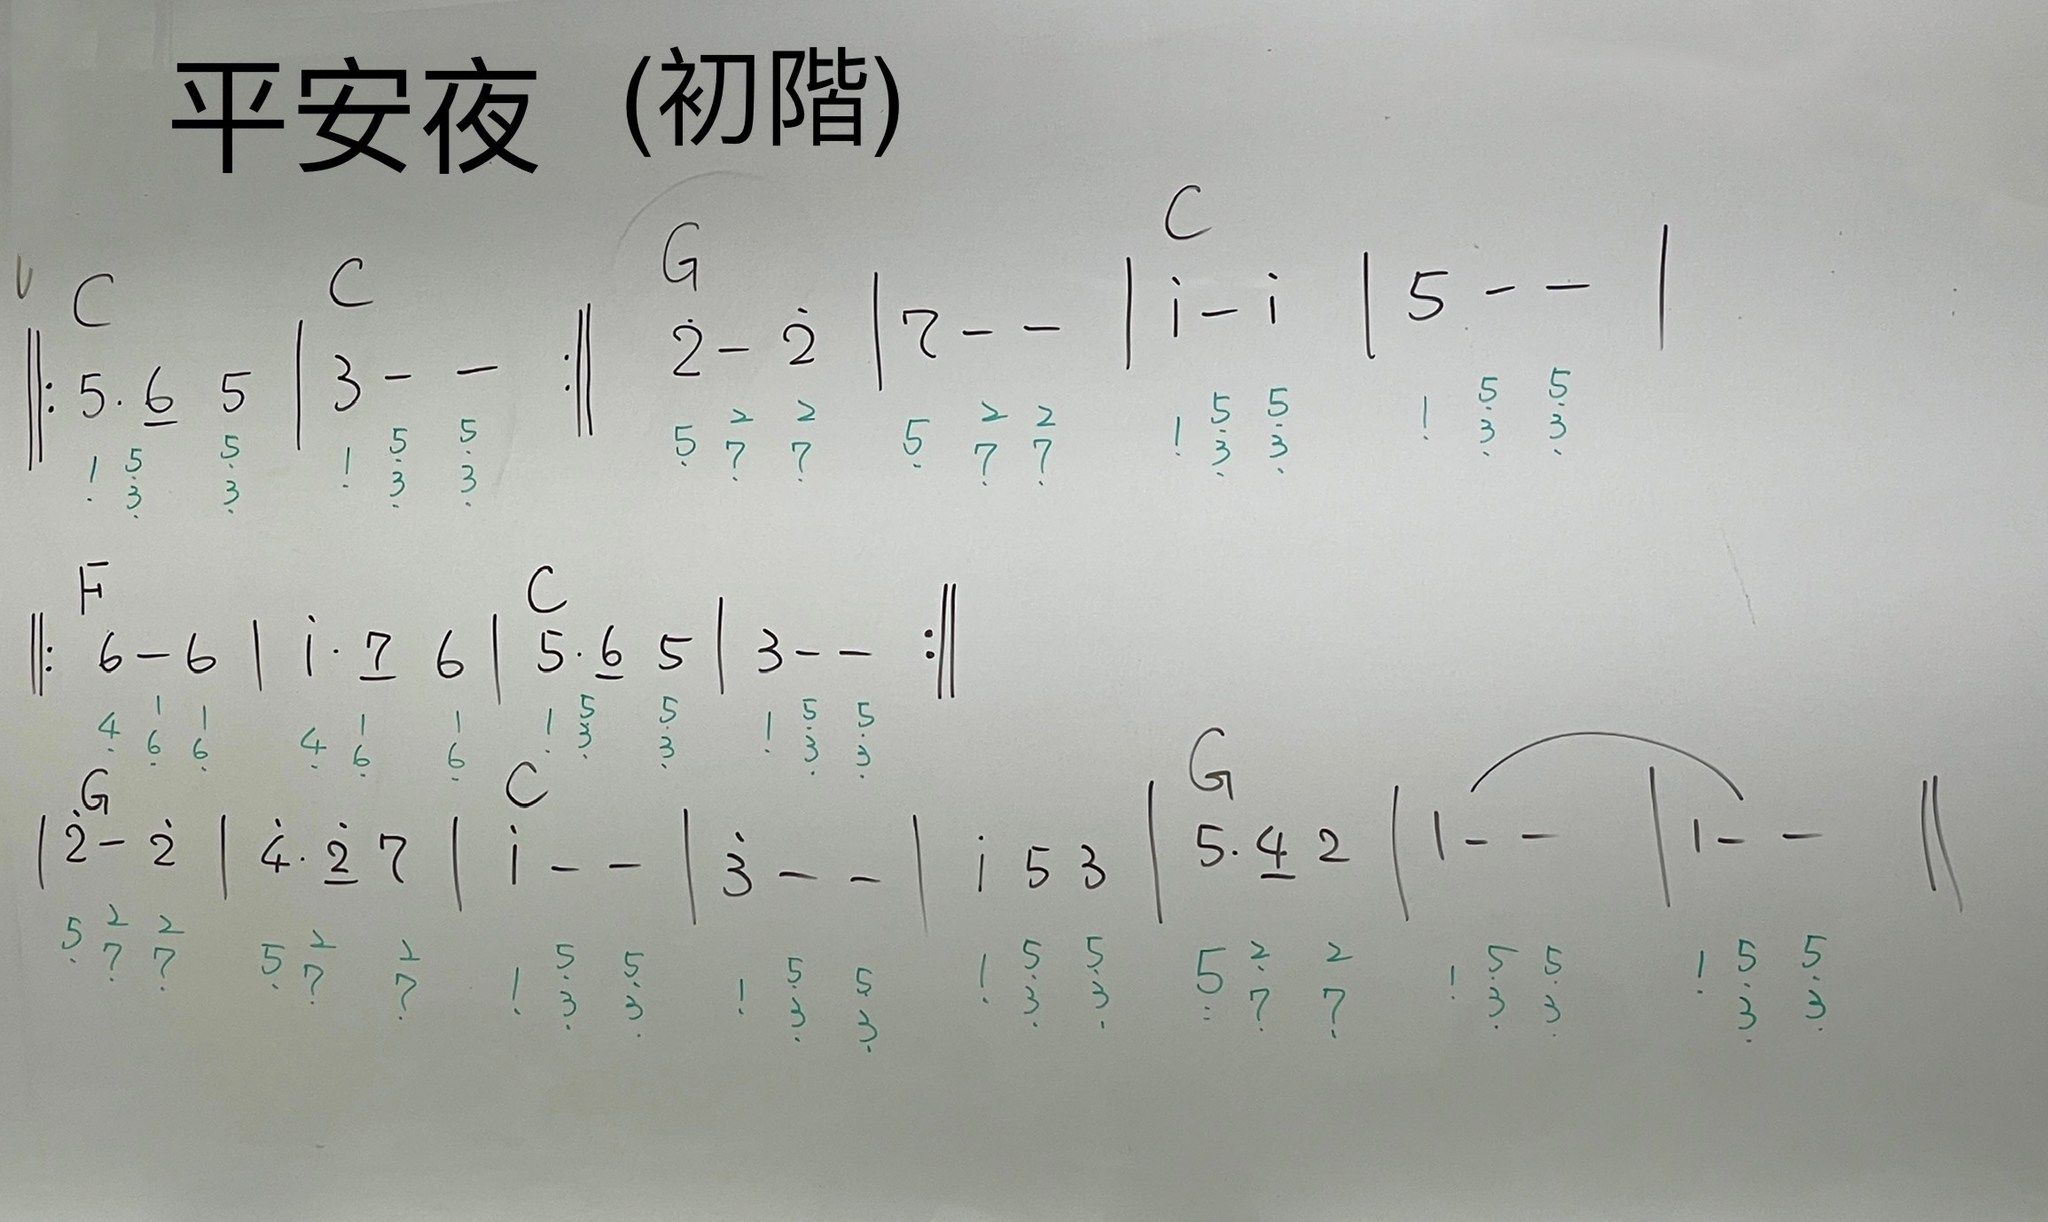 平安夜 (初階)
C C G C
‖: 5. 6̲ 5 | 3 - - :‖ 2̇ - 2̇ | 7 - - | i - i | 5 - - |
1̣ 5̣ 5̣ 1̣ 5̣ 5̣ 5̣ 2 2 5̣ 2 2 1̣ 5̣ 5̣ 1̣ 5̣ 5̣
3̣ 3̣ 3̣ 3̣ 7̣ 7̣ 7̣ 7̣ 3̣ 3̣ 3̣ 3̣
F C
‖: 6 - 6 | i. 7̲ 6 | 5. 6̲ 5 | 3 - - :‖
4̣ 1 1 4̣ 1 1 1̣ 5̣ 5̣ 1̣ 5̣ 5̣
6̣ 6̣ 6̣ 6̣ 3̣ 3̣ 3̣ 3̣
G C G
| 2̇ - 2̇ | 4̇. 2̲̇ 7 | i - - | 3̇ - - | i 5 3 | 5. 4̲ 2 | 1 - - | 1 - - ‖
5̣ 2 2 5̣ 2 2 1̣ 5̣ 5̣ 1̣ 5̣ 5̣ 1̣ 5̣ 5̣ 5̤ 2̣ 2 1̣ 5̣ 5̣ 1̣ 5̣ 5̣
7̣ 7̣ 7̣ 7̣ 3̣ 3̣ 3̣ 3̣ 3̣ 3̣ 7̣ 7̣ 3̣ 3̣ 3̣ 3̣